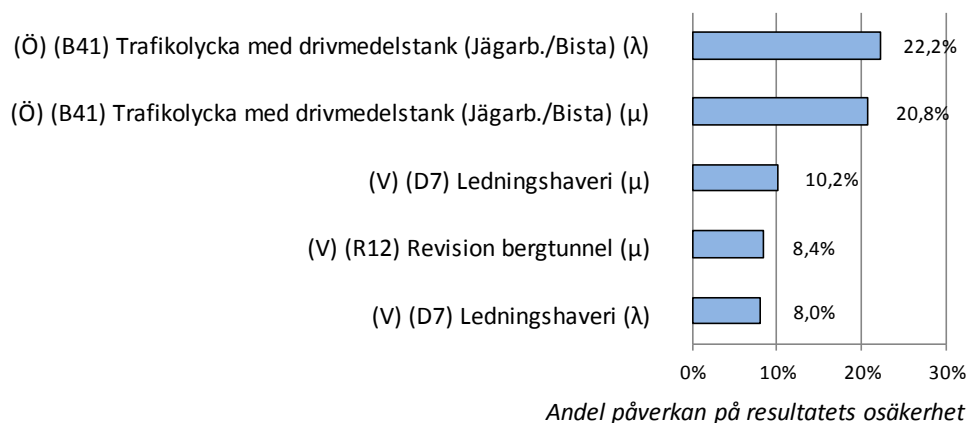 (Ö) (B41) Trafikolycka med drivmedelstank (Jägarb./Bista) (λ) 22,2%
(Ö) (B41) Trafikolycka med drivmedelstank (Jägarb./Bista) (μ) 20,8%
(V) (D7) Ledningshaveri (μ) 10,2%
(V) (R12) Revision bergtunnel (μ) 8,4%
(V) (D7) Ledningshaveri (λ) 8,0%
0% 10% 20% 30%
Andel påverkan på resultatets osäkerhet